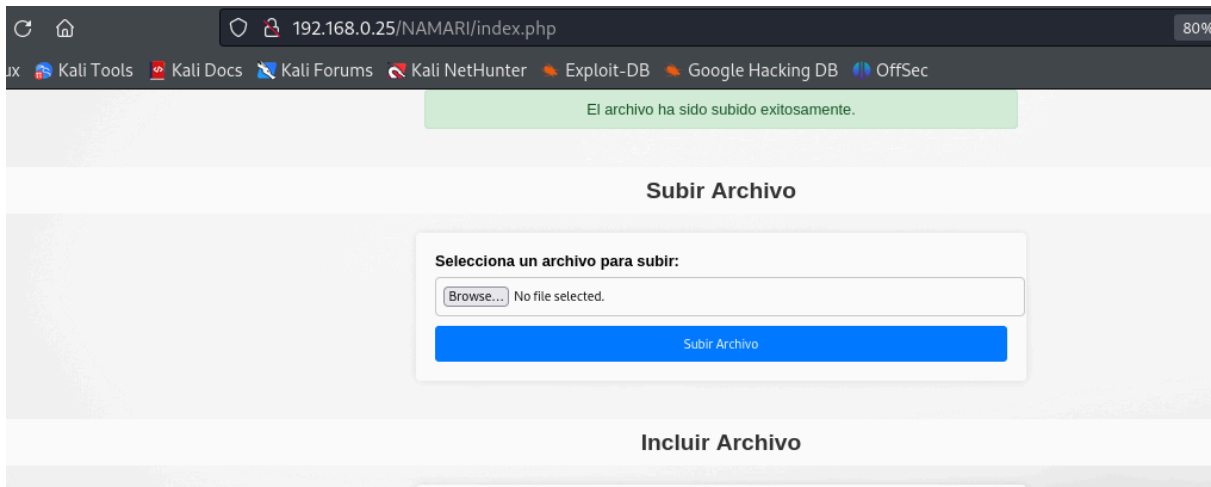 192.168.0.25/NAMARI/index.php 80%
ux Kali Tools Kali Docs Kali Forums Kali NetHunter Exploit-DB Google Hacking DB OffSec
El archivo ha sido subido exitosamente.
Subir Archivo
Selecciona un archivo para subir:
Browse... No file selected.
Subir Archivo
Incluir Archivo